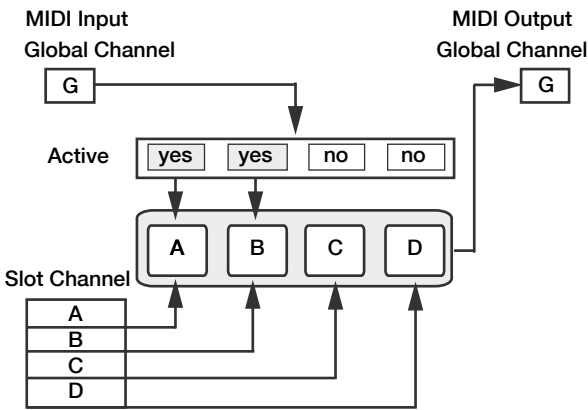 MIDI Input
Global Channel
G
MIDI Output
Global Channel
G
Active
yes yes no no
A B C D
Slot Channel
A
B
C
D